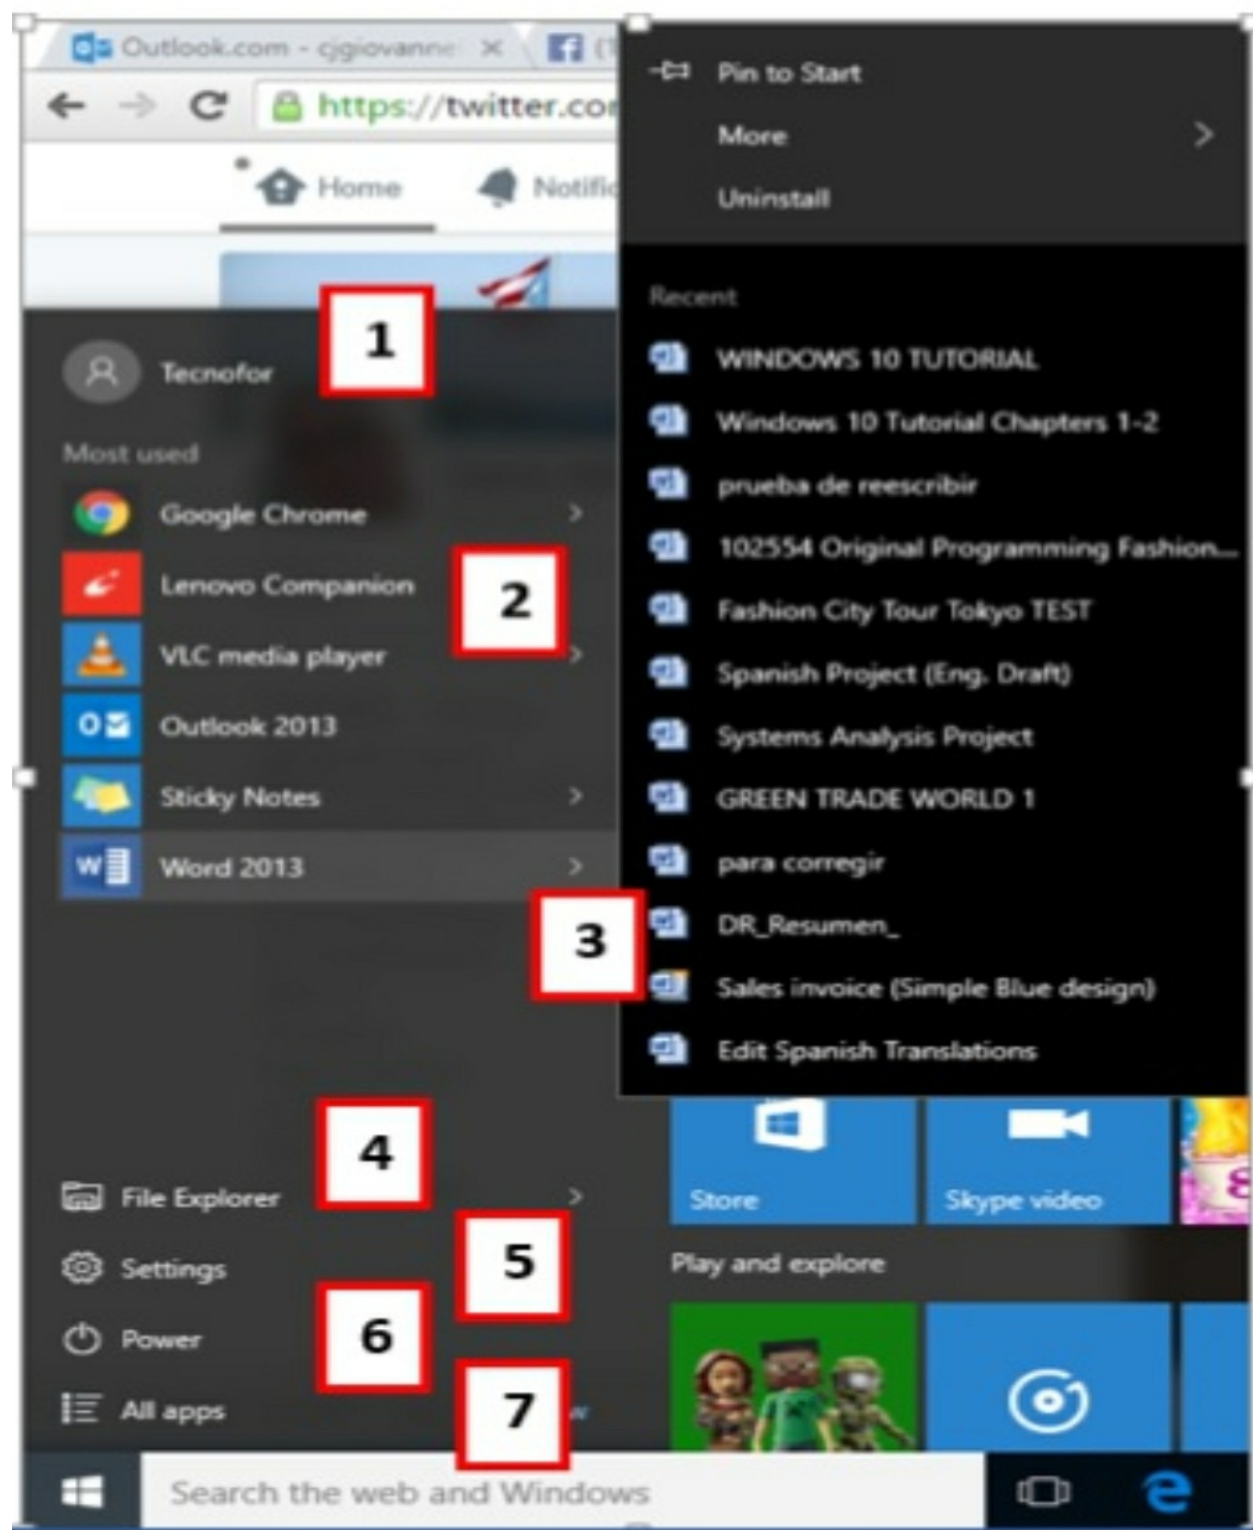 Outlook.com - cjgiovanne
https://twitter.co
Home
Notific
1
Tecnofor
Most used
Google Chrome
Lenovo Companion
2
VLC media player
Outlook 2013
Sticky Notes
Word 2013
3
4
File Explorer
5
Settings
6
Power
7
All apps
Search the web and Windows
Pin to Start
More
Uninstall
Recent
WINDOWS 10 TUTORIAL
Windows 10 Tutorial Chapters 1-2
prueba de reescribir
102554 Original Programming Fashion...
Fashion City Tour Tokyo TEST
Spanish Project (Eng. Draft)
Systems Analysis Project
GREEN TRADE WORLD 1
para corregir
DR_Resumen_
Sales invoice (Simple Blue design)
Edit Spanish Translations
Store
Skype video
Play and explore